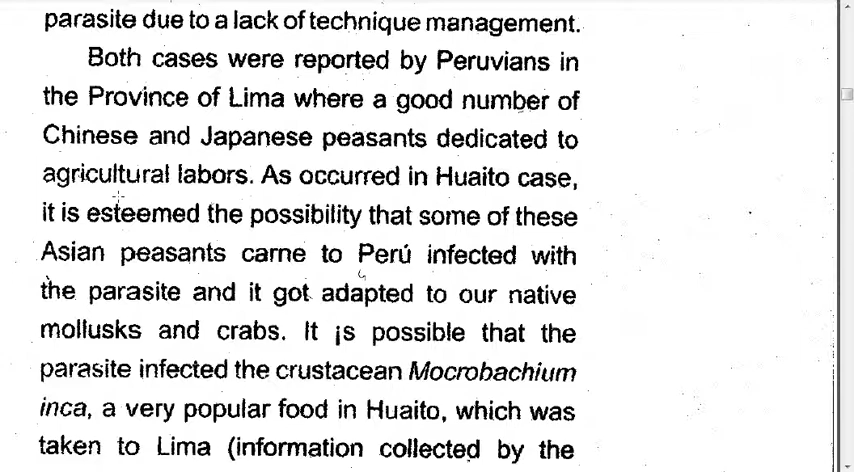 parasite due to a lack of technique management.
Both cases were reported by Peruvians in
the Province of Lima where a good number of
Chinese and Japanese peasants dedicated to
agricultural labors. As occurred in Huaito case,
it is esteemed the possibility that some of these
Asian peasants came to Perú infected with
the parasite and it got adapted to our native
mollusks and crabs. It is possible that the
parasite infected the crustacean Mocrobachium
inca, a very popular food in Huaito, which was
taken to Lima (information collected by the